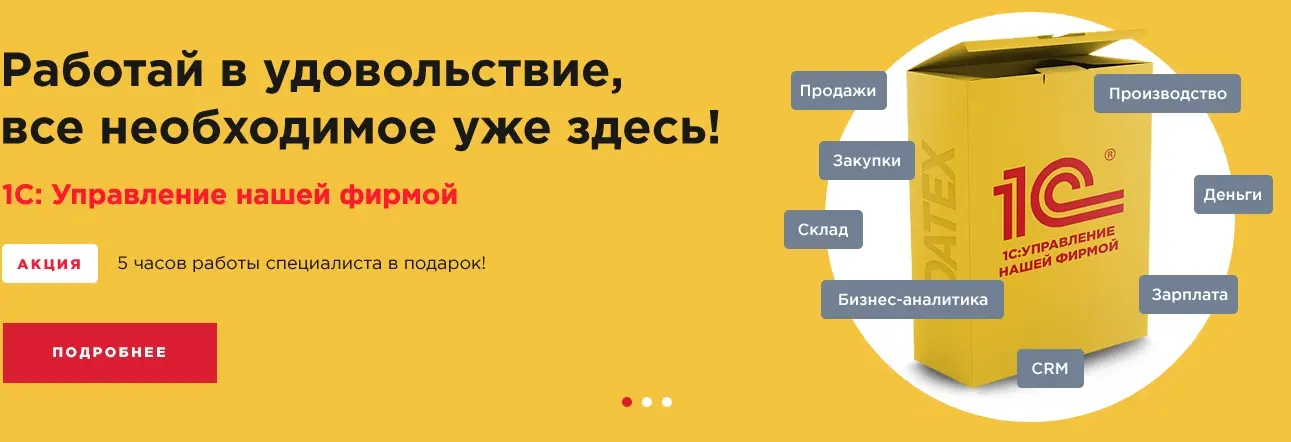 Работай в удовольствие,
все необходимое уже здесь!
1С: Управление нашей фирмой
АКЦИЯ
5 часов работы специалиста в подарок!
ПОДРОБНЕЕ
Продажи
Производство
Закупки
Деньги
Склад
Бизнес-аналитика
Зарплата
CRM
DATEX
1С®
1С:УПРАВЛЕНИЕ
НАШЕЙ ФИРМОЙ